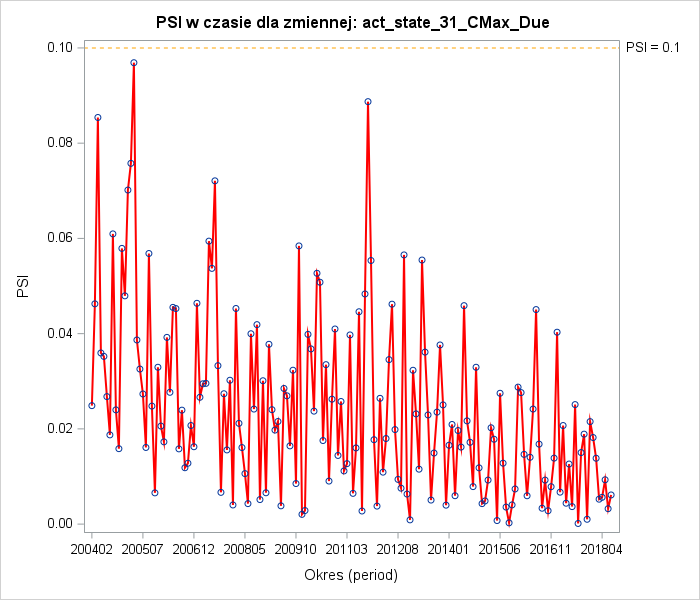 PSI w czasie dla zmiennej: act_state_31_CMax_Due
0.10
PSI = 0.1
0.08
0.06
PSI
0.04
0.02
0.00
200402 200507 200612 200805 200910 201103 201208 201401 201506 201611 201804
Okres (period)